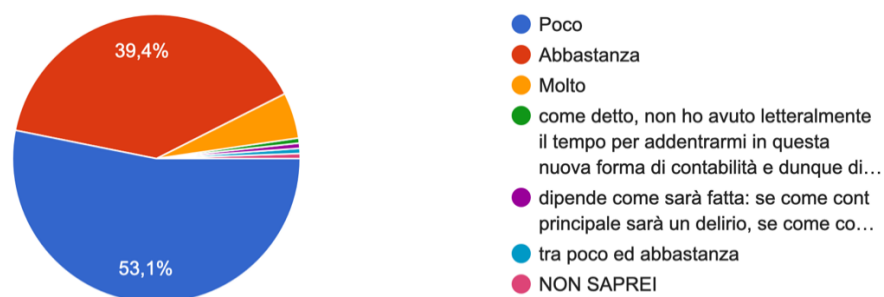 39,4%
53,1%
Poco
Abbastanza
Molto
come detto, non ho avuto letteralmente
il tempo per addentrarmi in questa
nuova forma di contabilità e dunque di…
dipende come sarà fatta: se come cont
principale sarà un delirio, se come co…
tra poco ed abbastanza
NON SAPREI